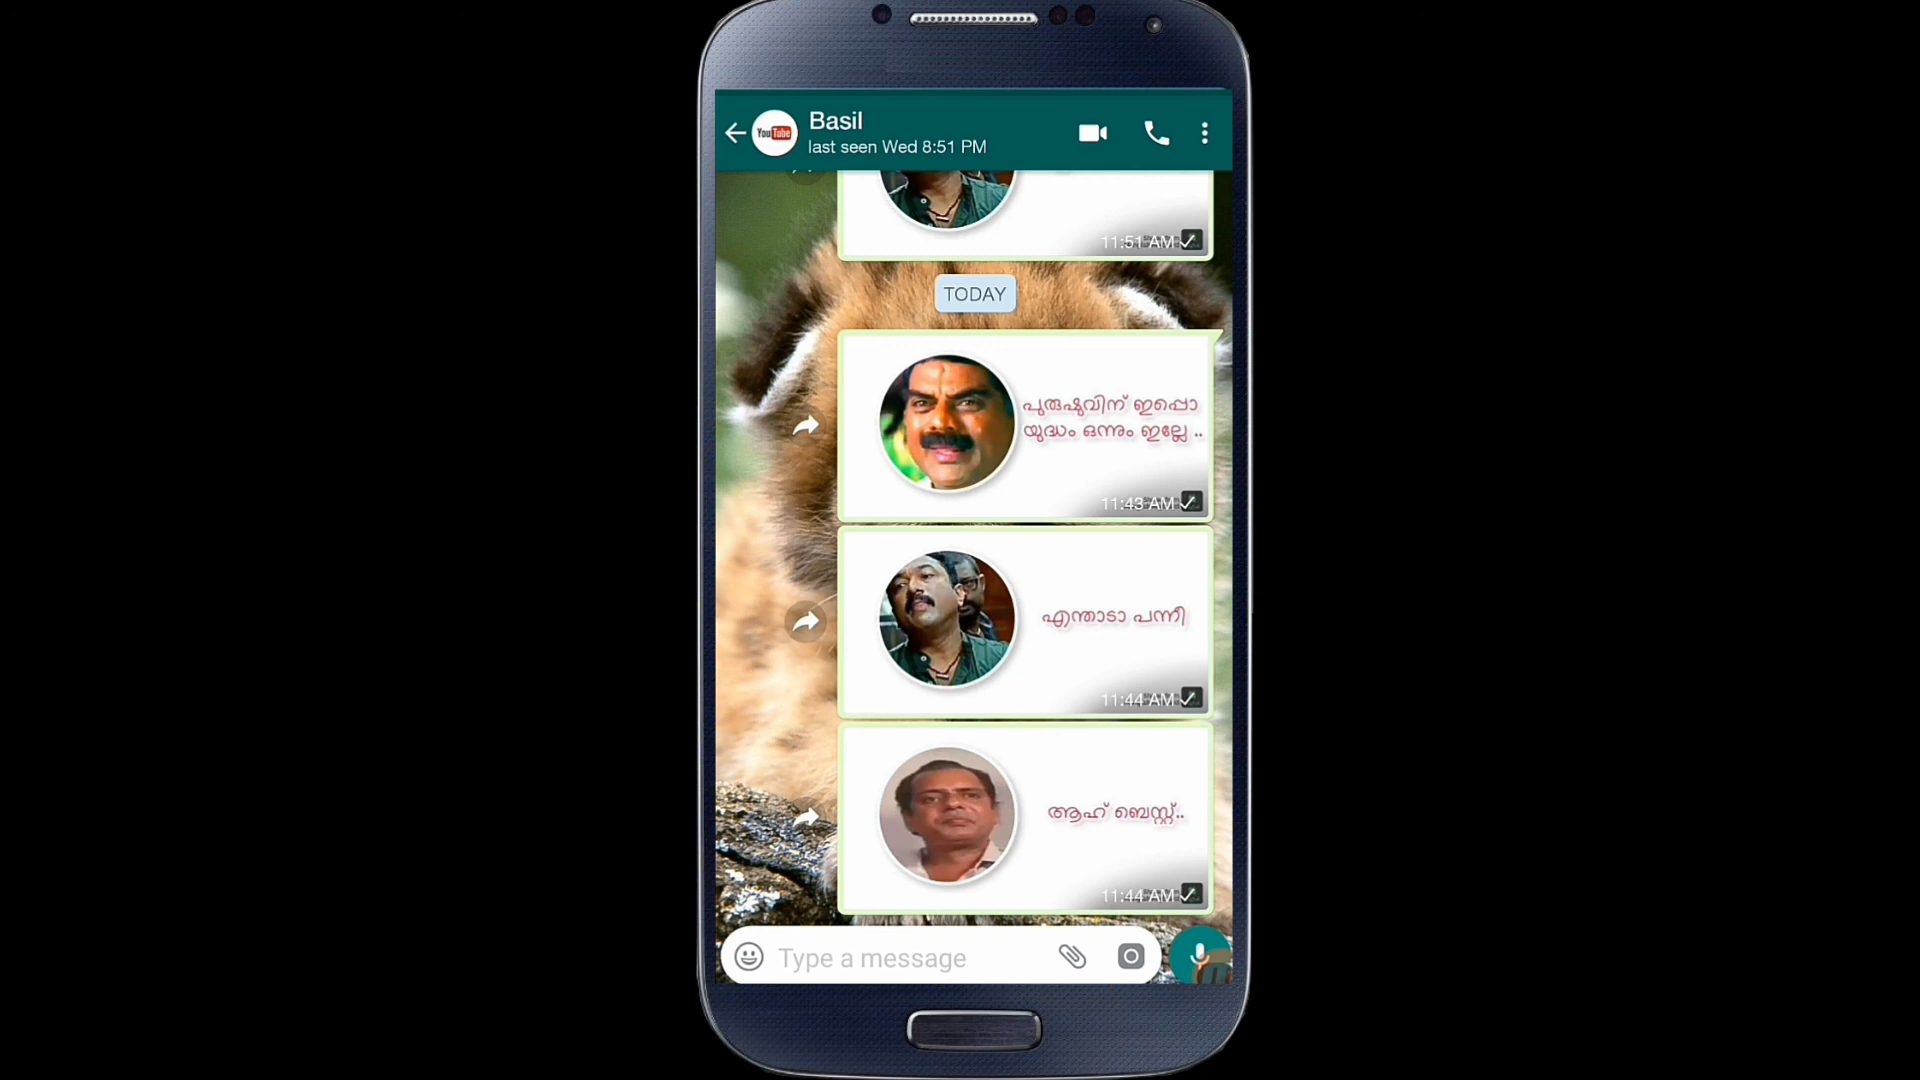 YouTube
Basil
last seen Wed 8:51 PM
11:51 AM
TODAY
പുരുഷുവിന് ഇപ്പൊ
യുദ്ധം ഒന്നും ഇല്ലേ ..
11:43 AM
എന്താടാ പന്നീ
11:44 AM
ആഹ് ബെസ്റ്റ്..
11:44 AM
Type a message